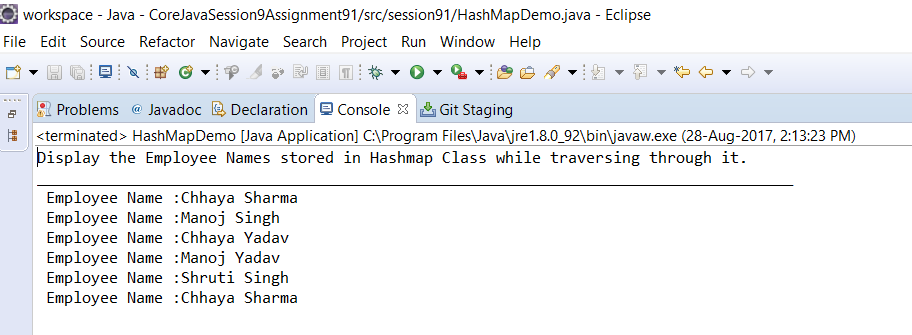 workspace - Java - CoreJavaSession9Assignment91/src/session91/HashMapDemo.java - Eclipse
File Edit Source Refactor Navigate Search Project Run Window Help
Problems @ Javadoc Declaration Console Git Staging
<terminated> HashMapDemo [Java Application] C:\Program Files\Java\jre1.8.0_92\bin\javaw.exe (28-Aug-2017, 2:13:23 PM)
Display the Employee Names stored in Hashmap Class while traversing through it.
Employee Name :Chhaya Sharma
Employee Name :Manoj Singh
Employee Name :Chhaya Yadav
Employee Name :Manoj Yadav
Employee Name :Shruti Singh
Employee Name :Chhaya Sharma